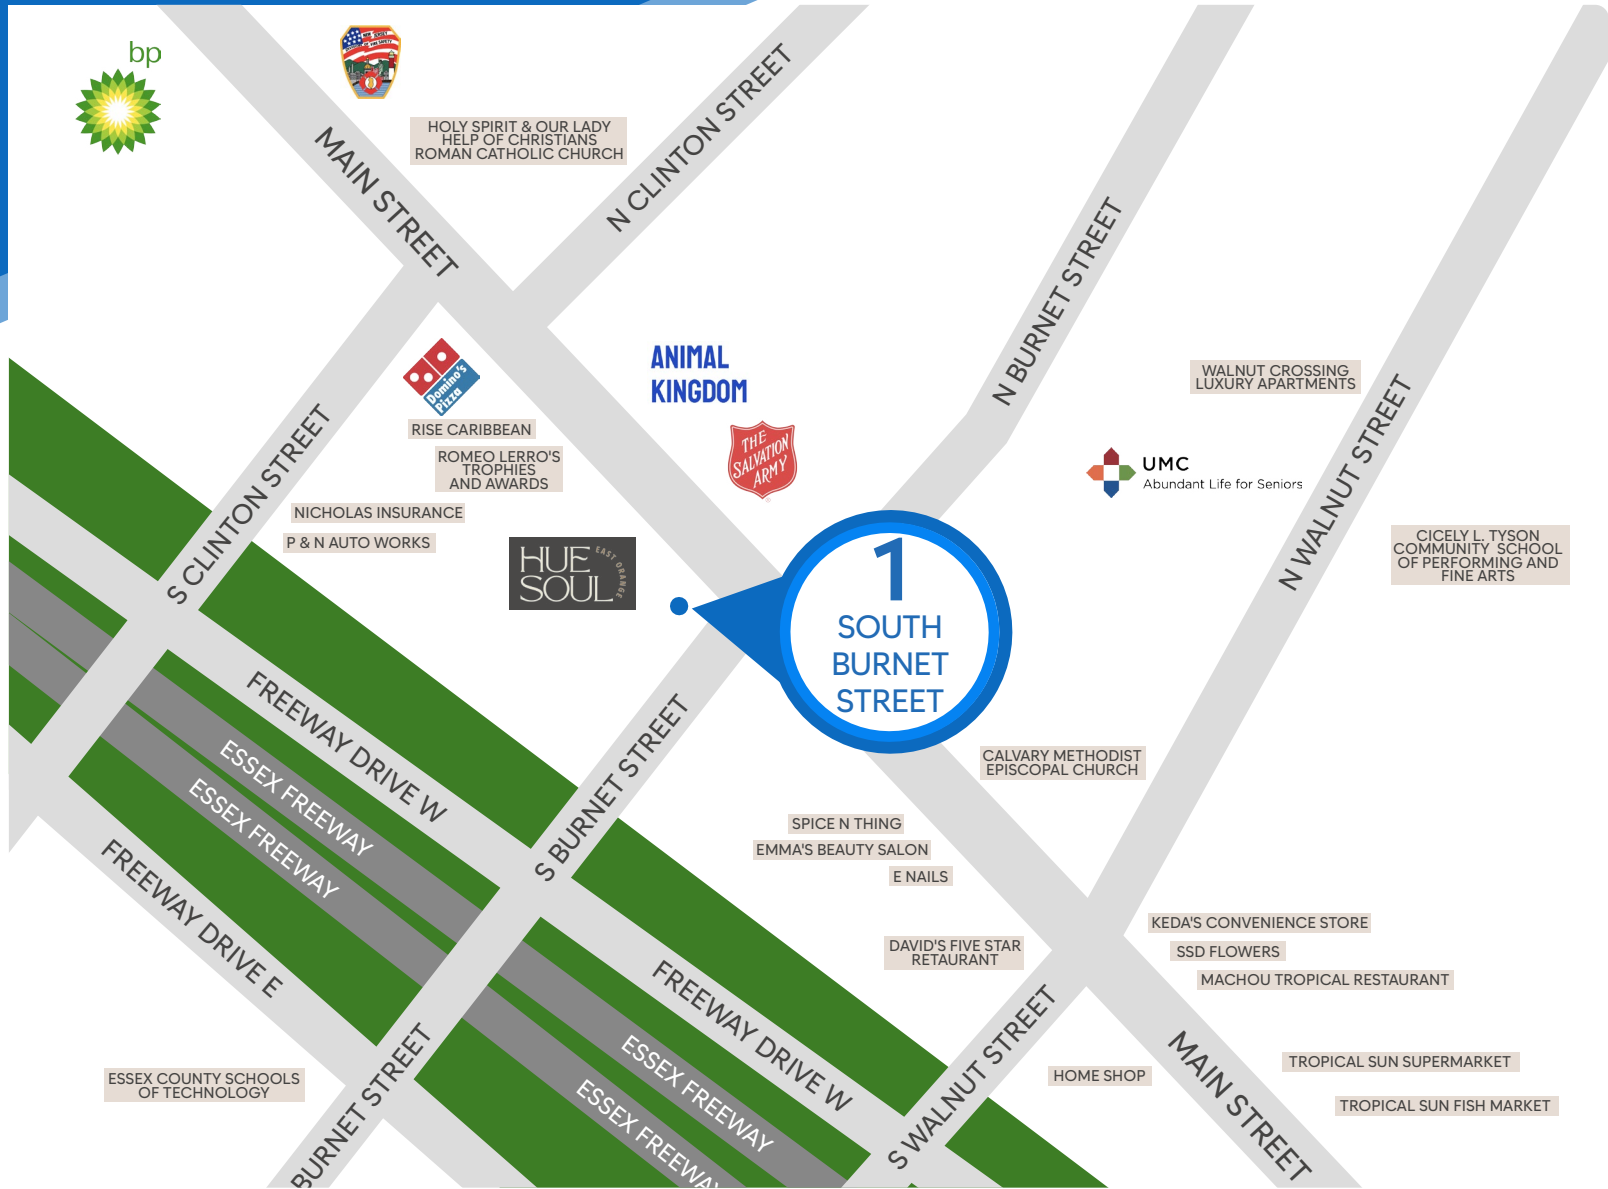 bp
HOLY SPIRIT & OUR LADY
HELP OF CHRISTIANS
ROMAN CATHOLIC CHURCH
MAIN STREET
N CLINTON STREET
N BURNET STREET
ANIMAL
KINGDOM
THE
SALVATION
ARMY
Domino's
Pizza
RISE CARIBBEAN
ROMEO LERRO'S
TROPHIES
AND AWARDS
NICHOLAS INSURANCE
P & N AUTO WORKS
S CLINTON STREET
HUE
SOUL
EAST ORANGE
WALNUT CROSSING
LUXURY APARTMENTS
UMC
Abundant Life for Seniors
N WALNUT STREET
CICELY L. TYSON
COMMUNITY SCHOOL
OF PERFORMING AND
FINE ARTS
1
SOUTH
BURNET
STREET
FREEWAY DRIVE W
ESSEX FREEWAY
ESSEX FREEWAY
FREEWAY DRIVE E
S BURNET STREET
CALVARY METHODIST
EPISCOPAL CHURCH
SPICE N THING
EMMA'S BEAUTY SALON
E NAILS
DAVID'S FIVE STAR
RETAURANT
KEDA'S CONVENIENCE STORE
SSD FLOWERS
MACHOU TROPICAL RESTAURANT
FREEWAY DRIVE W
ESSEX FREEWAY
ESSEX FREEWAY
S WALNUT STREET
HOME SHOP
MAIN STREET
TROPICAL SUN SUPERMARKET
TROPICAL SUN FISH MARKET
ESSEX COUNTY SCHOOLS
OF TECHNOLOGY
BURNET STREET